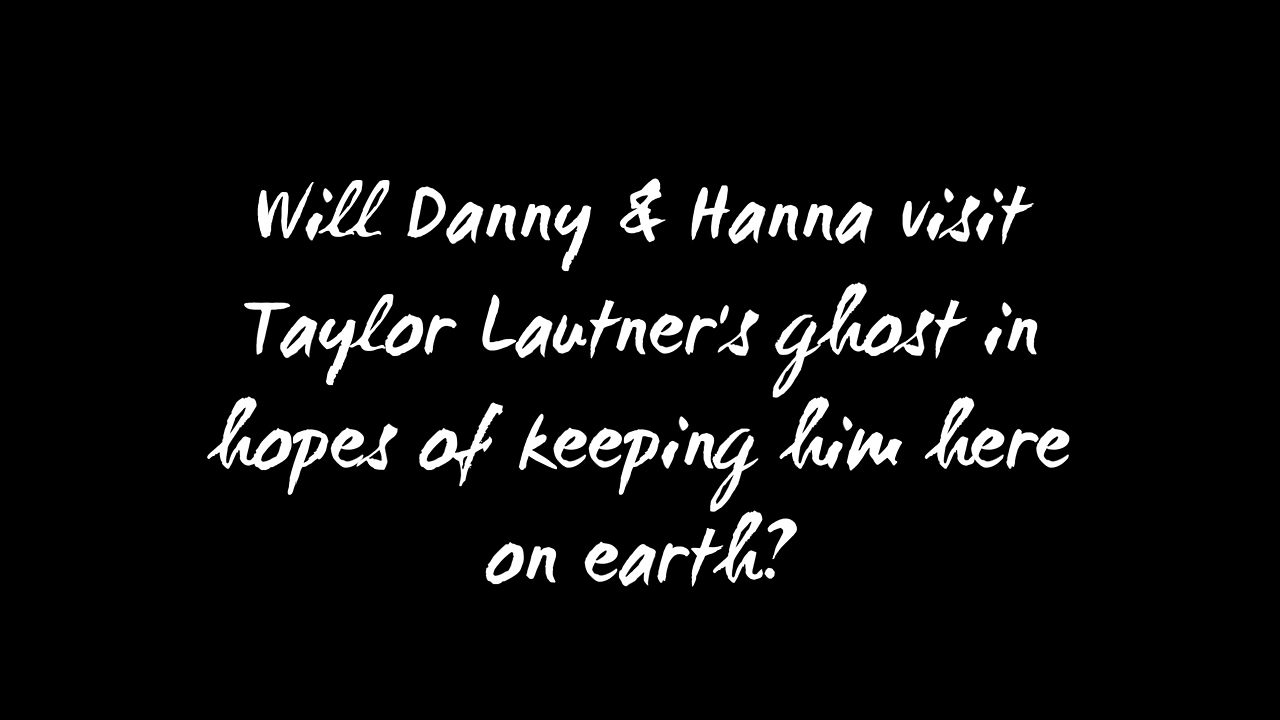 Will Danny & Hanna visit
Taylor Lautner's ghost in
hopes of keeping him here
on earth?